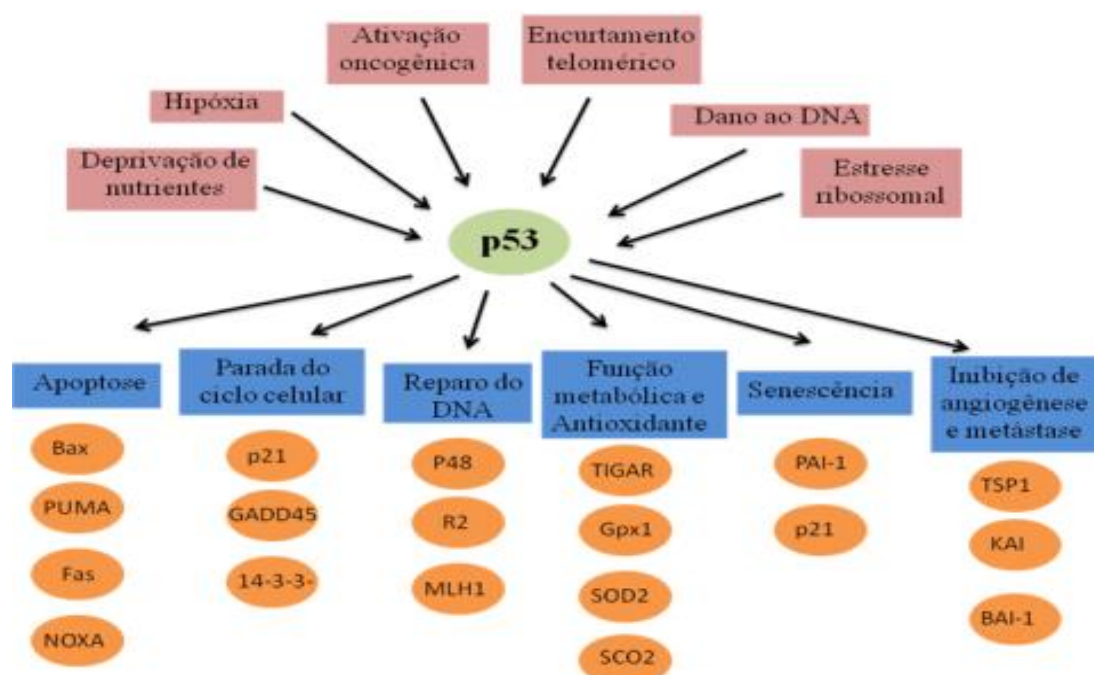 Ativação
oncogênica
Encurtamento
telomérico
Hipóxia
Dano ao DNA
Deprivação de
nutrientes
Estresse
ribossomal
p53
Apoptose
Parada do
ciclo celular
Reparo do
DNA
Função
metabólica e
Antioxidante
Senescência
Inibição de
angiogênese
e metástase
Bax
PUMA
Fas
NOXA
p21
GADD45
14-3-3-
P48
R2
MLH1
TIGAR
Gpx1
SOD2
SCO2
PAI-1
p21
TSP1
KAI
BAI-1